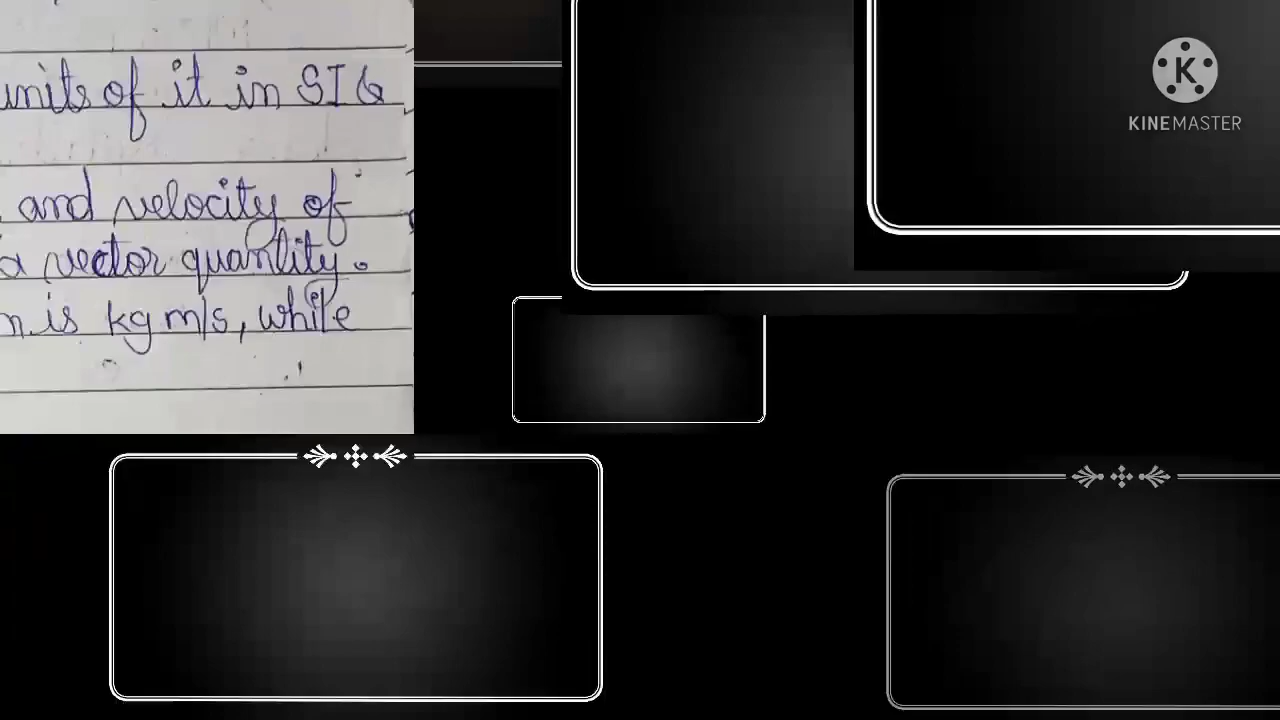 units of it in SI &
and velocity of
a vector quantity.
is kg m/s, while
KINEMASTER